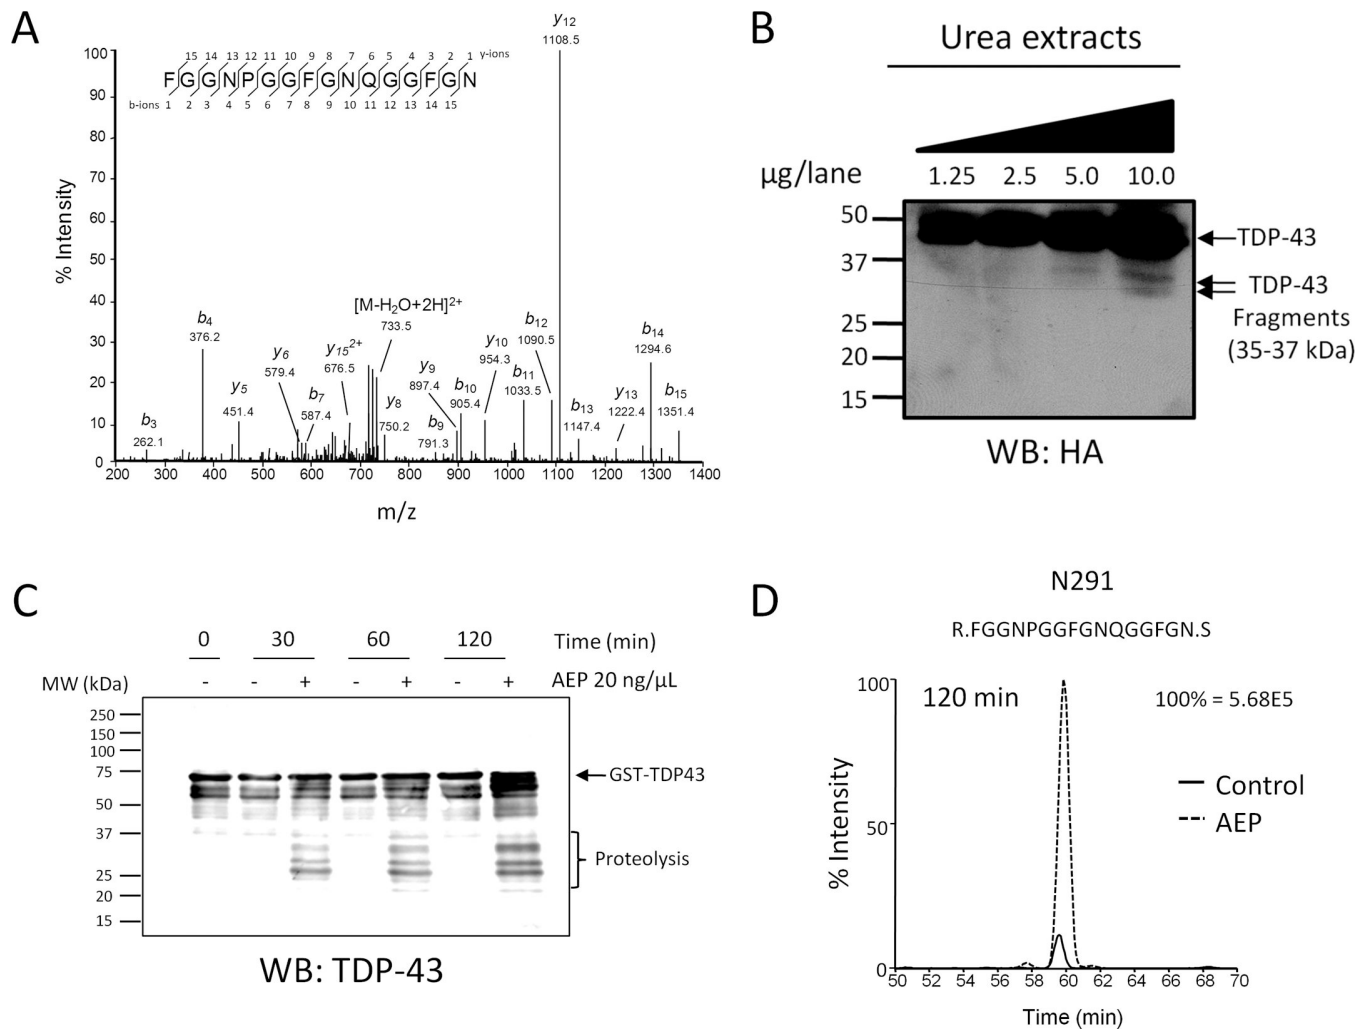 A
y12
1108.5
15 14 13 12 11 10 9 8 7 6 5 4 3 2 1 y-ions
FGGNPGGFGNQGGFGN
b-ions 1 2 3 4 5 6 7 8 9 10 11 12 13 14 15
100
90
80
70
60
50
40
30
20
10
0
% Intensity
b3
262.1
b4
376.2
y5
451.4
y6
579.4
b7
587.4
y15 2+
676.5
[M-H2O+2H]2+
733.5
y8
750.2
b9
791.3
y9
897.4
b10
905.4
y10
954.3
b11
1033.5
b12
1090.5
b13
1147.4
y13
1222.4
b14
1294.6
b15
1351.4
200 300 400 500 600 700 800 900 1000 1100 1200 1300 1400
m/z
B
Urea extracts
µg/lane 1.25 2.5 5.0 10.0
50
37
25
20
15
TDP-43
TDP-43
Fragments
(35-37 kDa)
WB: HA
C
0 30 60 120 Time (min)
MW (kDa) - - + - + - + AEP 20 ng/µL
250
150
100
75
50
37
25
20
15
GST-TDP43
Proteolysis
WB: TDP-43
D
N291
R.FGGNPGGFGNQGGFGN.S
120 min
100% = 5.68E5
Control
AEP
100
50
0
% Intensity
50 52 54 56 58 60 62 64 66 68 70
Time (min)